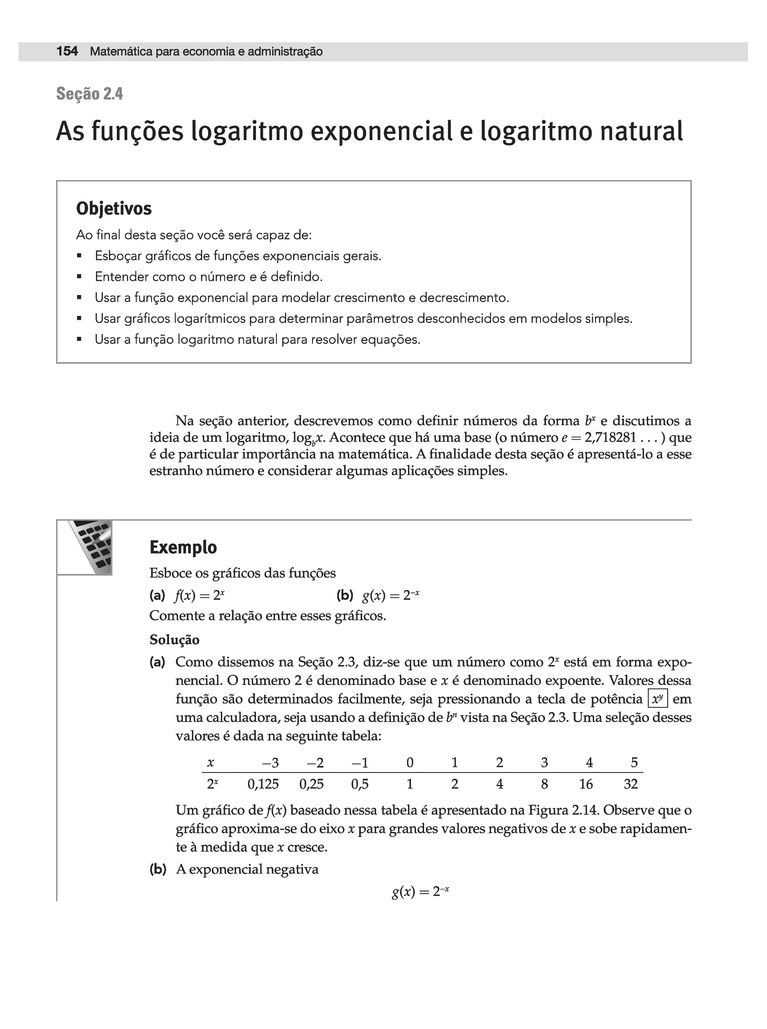 154 Matemática para economia e administração
Seção 2.4
As funções logaritmo exponencial e logaritmo natural
Objetivos
Ao final desta seção você será capaz de:
▪ Esboçar gráficos de funções exponenciais gerais.
▪ Entender como o número e é definido.
▪ Usar a função exponencial para modelar crescimento e decrescimento.
▪ Usar gráficos logarítmicos para determinar parâmetros desconhecidos em modelos simples.
▪ Usar a função logaritmo natural para resolver equações.
Na seção anterior, descrevemos como definir números da forma bˣ e discutimos a
ideia de um logaritmo, log_b x. Acontece que há uma base (o número e = 2,718281 . . . ) que
é de particular importância na matemática. A finalidade desta seção é apresentá-lo a esse
estranho número e considerar algumas aplicações simples.
Exemplo
Esboce os gráficos das funções
(a) f(x) = 2ˣ (b) g(x) = 2⁻ˣ
Comente a relação entre esses gráficos.
Solução
(a) Como dissemos na Seção 2.3, diz-se que um número como 2ˣ está em forma expo-
nencial. O número 2 é denominado base e x é denominado expoente. Valores dessa
função são determinados facilmente, seja pressionando a tecla de potência xʸ em
uma calculadora, seja usando a definição de bⁿ vista na Seção 2.3. Uma seleção desses
valores é dada na seguinte tabela:
x −3 −2 −1 0 1 2 3 4 5
2ˣ 0,125 0,25 0,5 1 2 4 8 16 32
Um gráfico de f(x) baseado nessa tabela é apresentado na Figura 2.14. Observe que o
gráfico aproxima-se do eixo x para grandes valores negativos de x e sobe rapidamen-
te à medida que x cresce.
(b) A exponencial negativa
g(x) = 2⁻ˣ